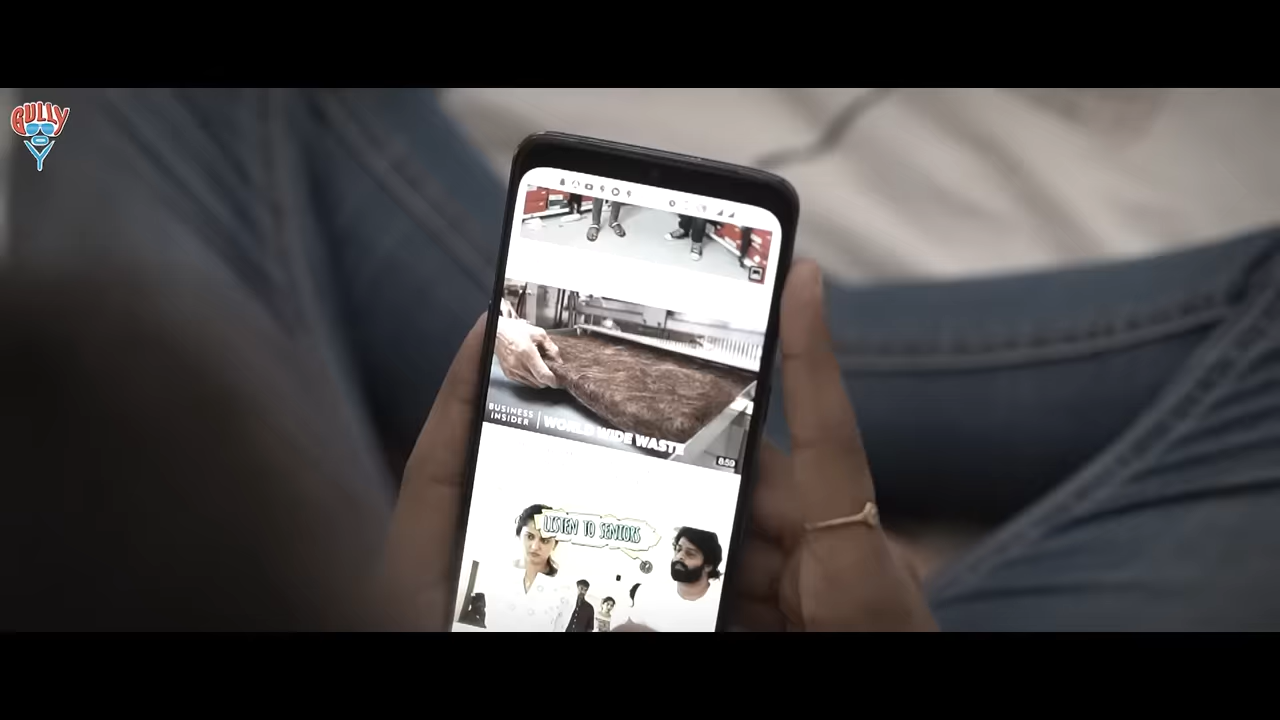 GULLY
BUSINESS
INSIDER
WORLD WIDE WASTE
8:59
LISTEN TO SENIORS